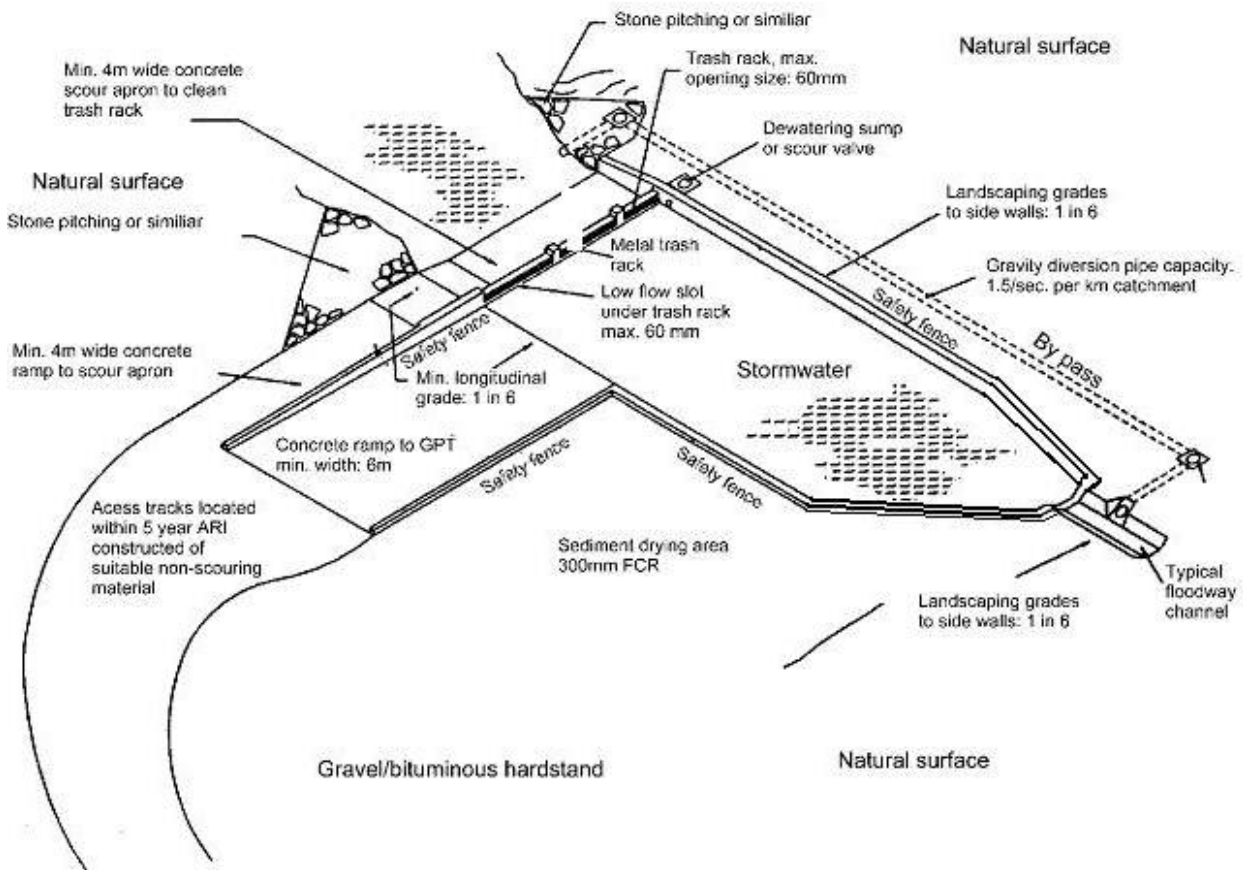 Stone pitching or similiar
Natural surface
Min. 4m wide concrete
scour apron to clean
trash rack
Trash rack, max.
opening size: 60mm
Dewatering sump
or scour valve
Natural surface
Stone pitching or similiar
Landscaping grades
to side walls: 1 in 6
Metal trash
rack
Gravity diversion pipe capacity:
1.5/sec. per km catchment
Low flow slot
under trash rack
max. 60 mm
Safety fence
Safety fence
By pass
Min. 4m wide concrete
ramp to scour apron
Min. longitudinal
grade: 1 in 6
Stormwater
Concrete ramp to GPT
min. width: 6m
Safety fence
Safety fence
Acess tracks located
within 5 year ARI
constructed of
suitable non-scouring
material
Sediment drying area
300mm FCR
Landscaping grades
to side walls: 1 in 6
Typical
floodway
channel
Gravel/bituminous hardstand
Natural surface